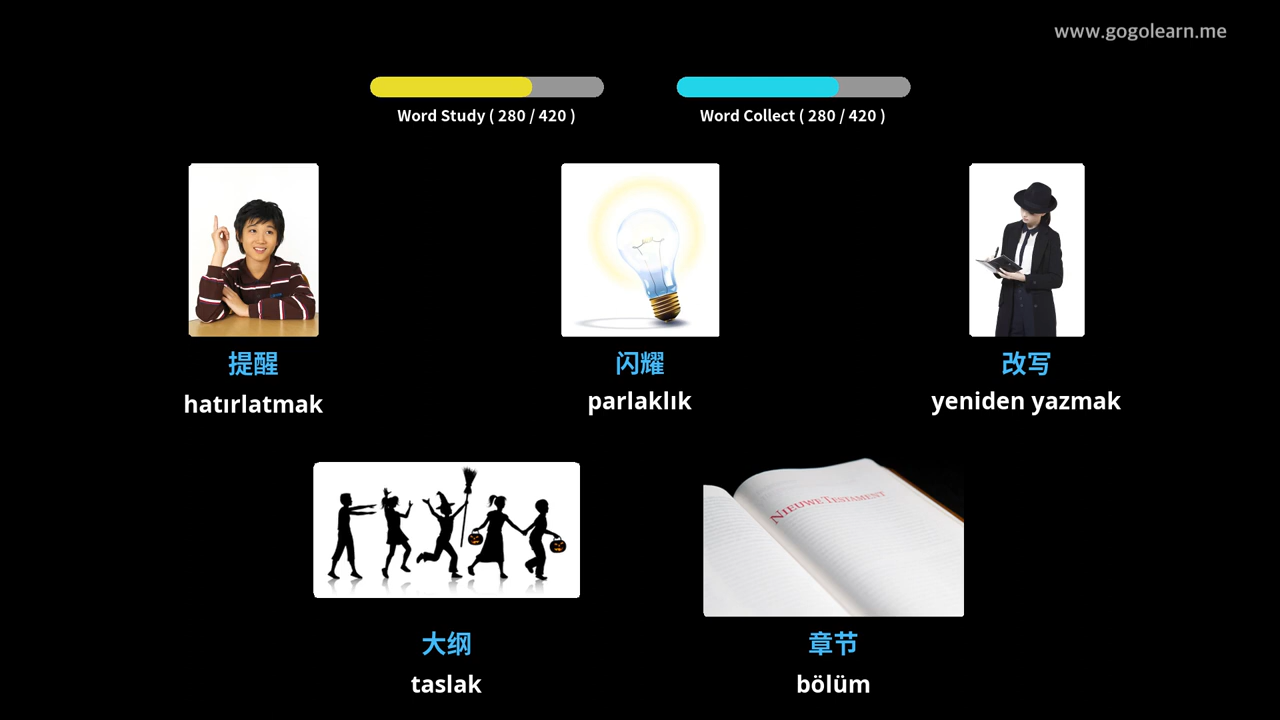 www.gogolearn.me
Word Study ( 280 / 420 )
Word Collect ( 280 / 420 )
提醒
hatırlatmak
闪耀
parlaklık
改写
yeniden yazmak
NIEUWE TESTAMENT
大纲
taslak
章节
bölüm